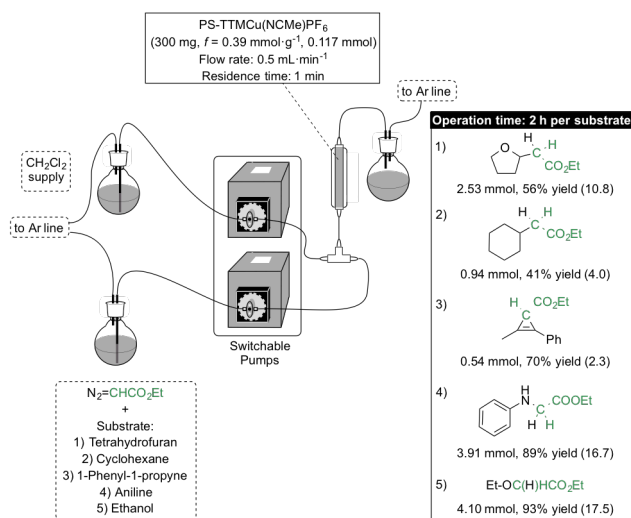 PS-TTMCu(NCMe)PF6
(300 mg, f = 0.39 mmol·g-1, 0.117 mmol)
Flow rate: 0.5 mL·min-1
Residence time: 1 min
to Ar line
CH2Cl2
supply
to Ar line
Switchable
Pumps
N2=CHCO2Et
+
Substrate:
1) Tetrahydrofuran
2) Cyclohexane
3) 1-Phenyl-1-propyne
4) Aniline
5) Ethanol
Operation time: 2 h per substrate
1)
O
H
H
C
CO2Et
2.53 mmol, 56% yield (10.8)
2)
H
H
C
CO2Et
0.94 mmol, 41% yield (4.0)
3)
H
CO2Et
C
Ph
0.54 mmol, 70% yield (2.3)
4)
H
N
COOEt
C
H
H
3.91 mmol, 89% yield (16.7)
5)
Et-OC(H)HCO2Et
4.10 mmol, 93% yield (17.5)